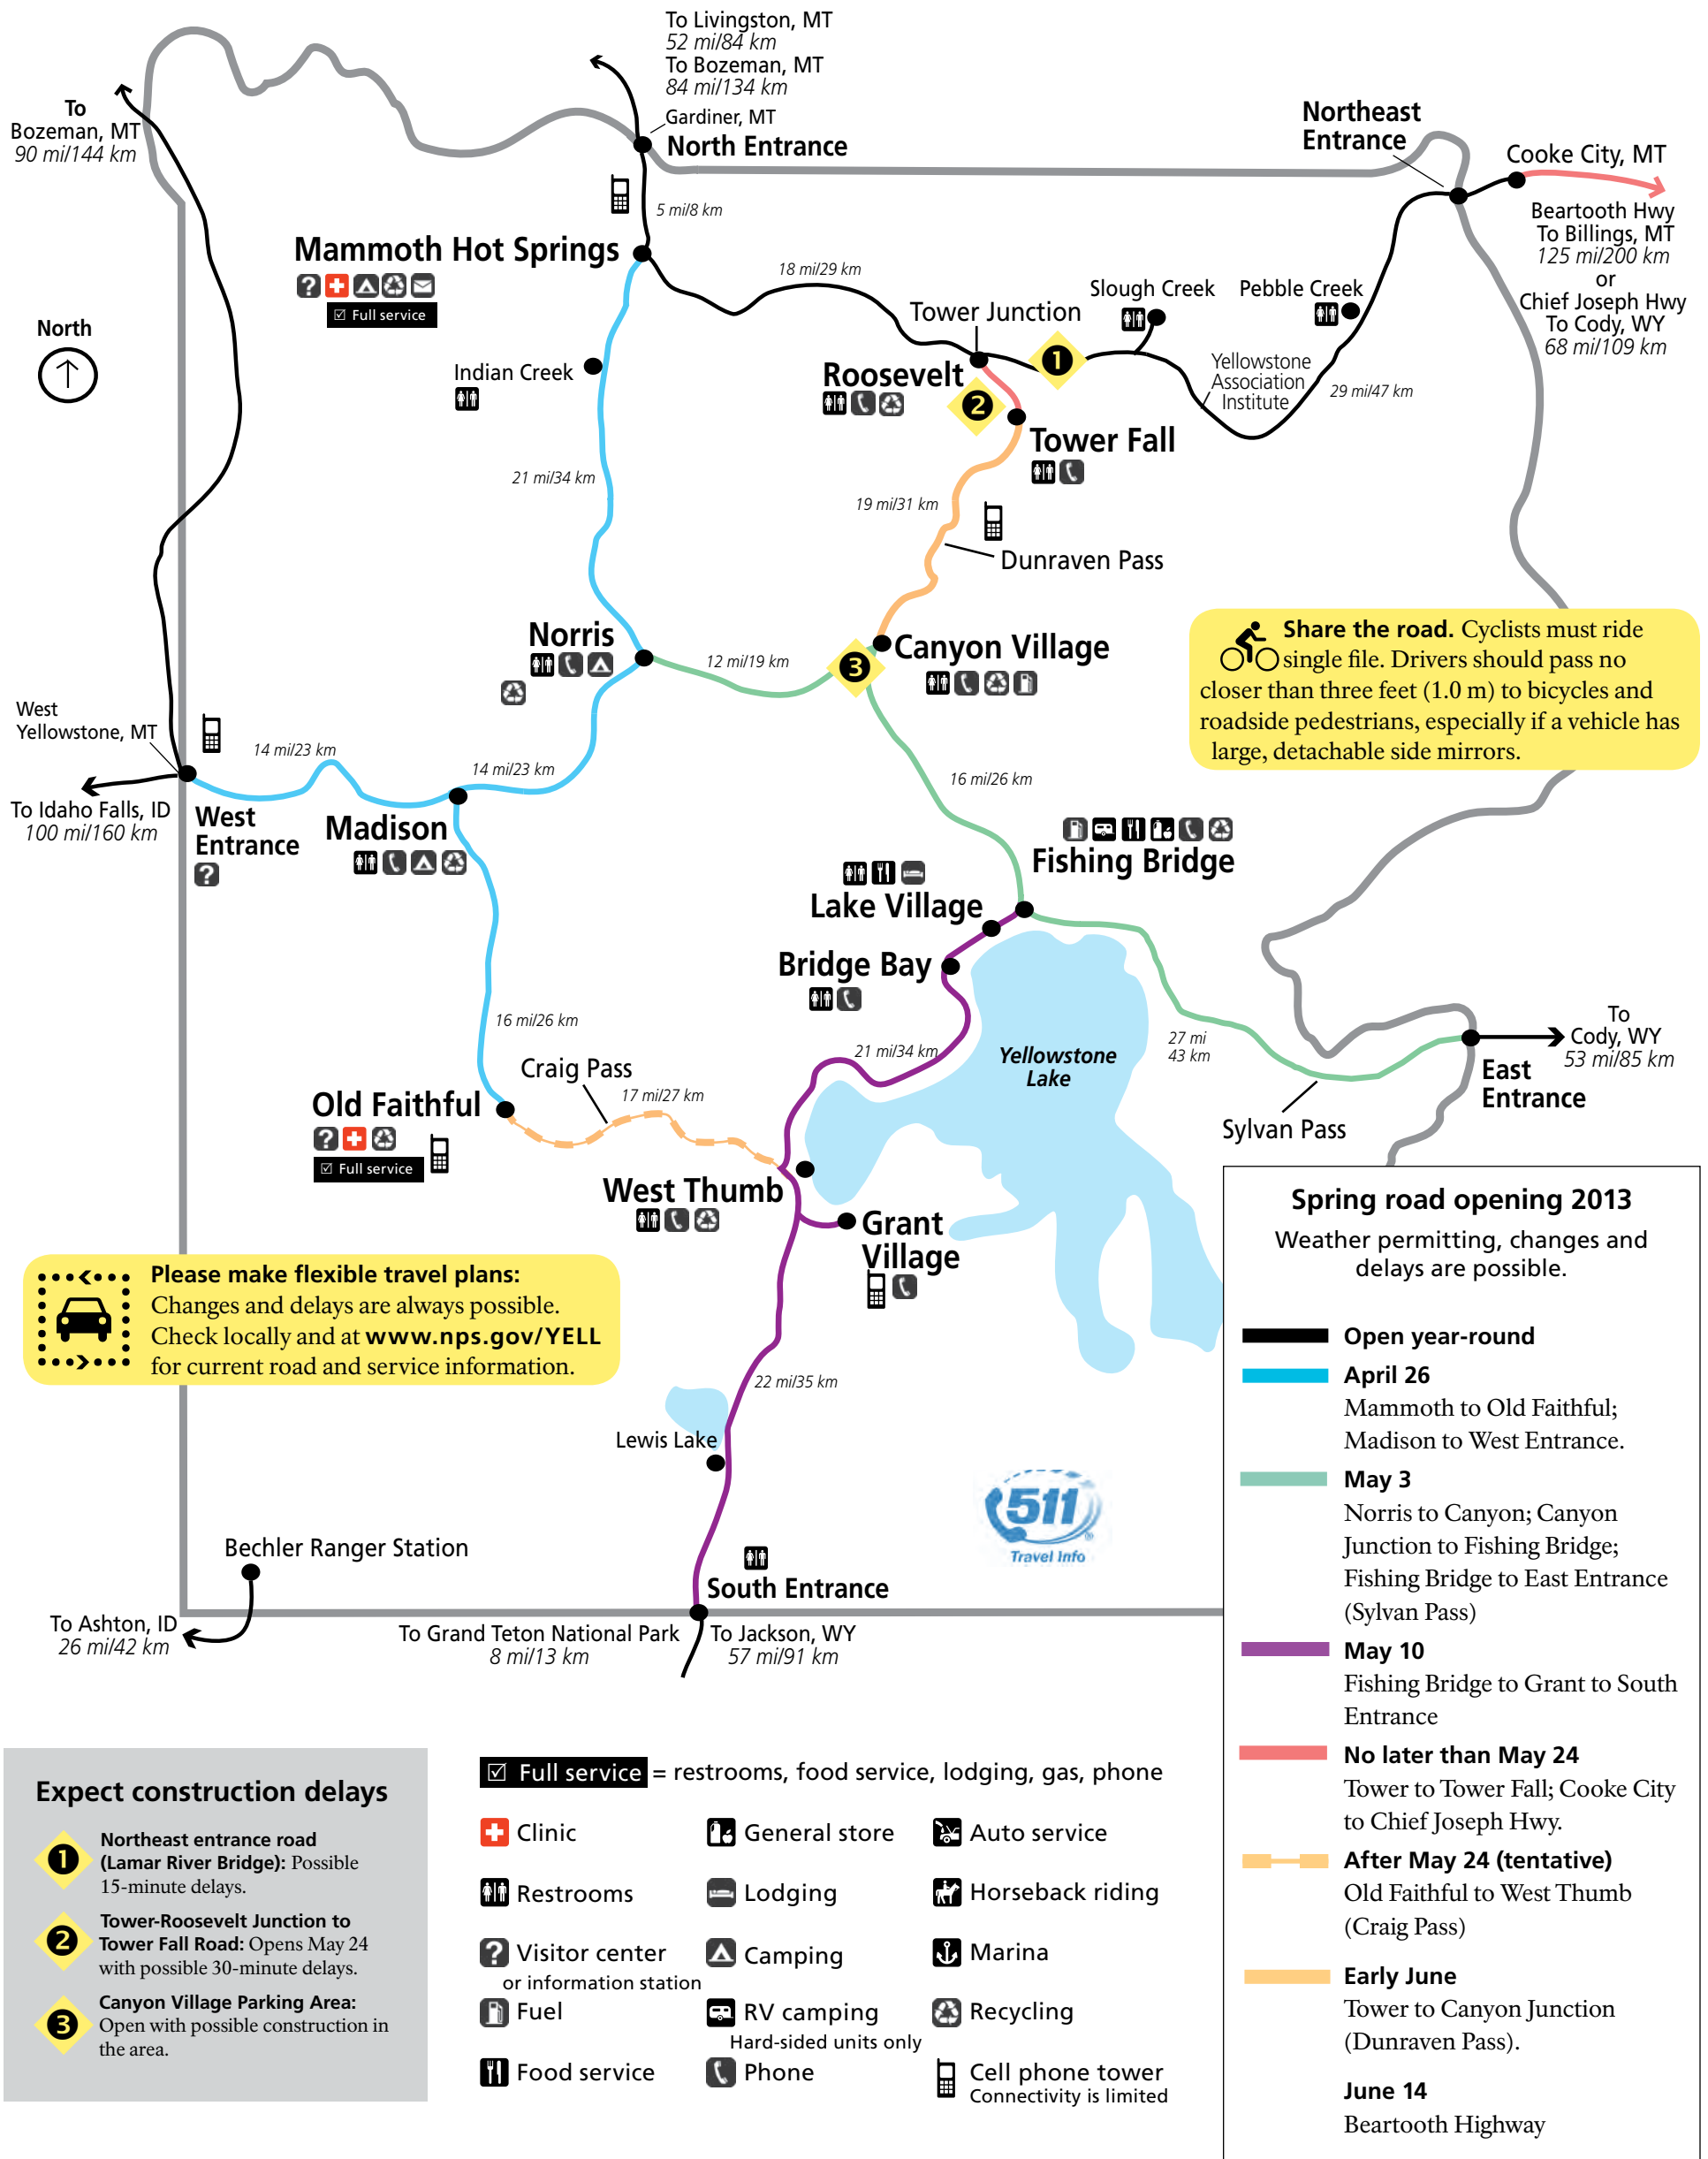 To Livingston, MT
52 mi/84 km
To Bozeman, MT
84 mi/134 km
Gardiner, MT
North Entrance
To
Bozeman, MT
90 mi/144 km
Northeast
Entrance
Cooke City, MT
Beartooth Hwy
To Billings, MT
125 mi/200 km
or
Chief Joseph Hwy
To Cody, WY
68 mi/109 km
5 mi/8 km
Mammoth Hot Springs
?
Full service
18 mi/29 km
Slough Creek
Pebble Creek
Tower Junction
North
Indian Creek
Roosevelt
1
2
Yellowstone
Association
Institute
29 mi/47 km
Tower Fall
21 mi/34 km
19 mi/31 km
Dunraven Pass
Norris
12 mi/19 km
3
Canyon Village
Share the road. Cyclists must ride
single file. Drivers should pass no
closer than three feet (1.0 m) to bicycles and
roadside pedestrians, especially if a vehicle has
large, detachable side mirrors.
West
Yellowstone, MT
14 mi/23 km
14 mi/23 km
16 mi/26 km
To Idaho Falls, ID
100 mi/160 km
West
Entrance
?
Madison
Fishing Bridge
Lake Village
Bridge Bay
16 mi/26 km
21 mi/34 km
Yellowstone
Lake
27 mi
43 km
To
Cody, WY
53 mi/85 km
East
Entrance
Sylvan Pass
Craig Pass
17 mi/27 km
Old Faithful
?
Full service
West Thumb
Grant
Village
Please make flexible travel plans:
Changes and delays are always possible.
Check locally and at www.nps.gov/YELL
for current road and service information.
22 mi/35 km
Lewis Lake
511
®
Travel Info
Bechler Ranger Station
South Entrance
To Ashton, ID
26 mi/42 km
To Grand Teton National Park
8 mi/13 km
To Jackson, WY
57 mi/91 km
Spring road opening 2013
Weather permitting, changes and
delays are possible.
Open year-round
April 26
Mammoth to Old Faithful;
Madison to West Entrance.
May 3
Norris to Canyon; Canyon
Junction to Fishing Bridge;
Fishing Bridge to East Entrance
(Sylvan Pass)
May 10
Fishing Bridge to Grant to South
Entrance
No later than May 24
Tower to Tower Fall; Cooke City
to Chief Joseph Hwy.
After May 24 (tentative)
Old Faithful to West Thumb
(Craig Pass)
Early June
Tower to Canyon Junction
(Dunraven Pass).
June 14
Beartooth Highway
Expect construction delays
1
Northeast entrance road
(Lamar River Bridge): Possible
15-minute delays.
2
Tower-Roosevelt Junction to
Tower Fall Road: Opens May 24
with possible 30-minute delays.
3
Canyon Village Parking Area:
Open with possible construction in
the area.
Full service = restrooms, food service, lodging, gas, phone
Clinic
General store
Auto service
Restrooms
Lodging
Horseback riding
? Visitor center
or information station
Camping
Marina
Fuel
RV camping
Hard-sided units only
Recycling
Food service
Phone
Cell phone tower
Connectivity is limited